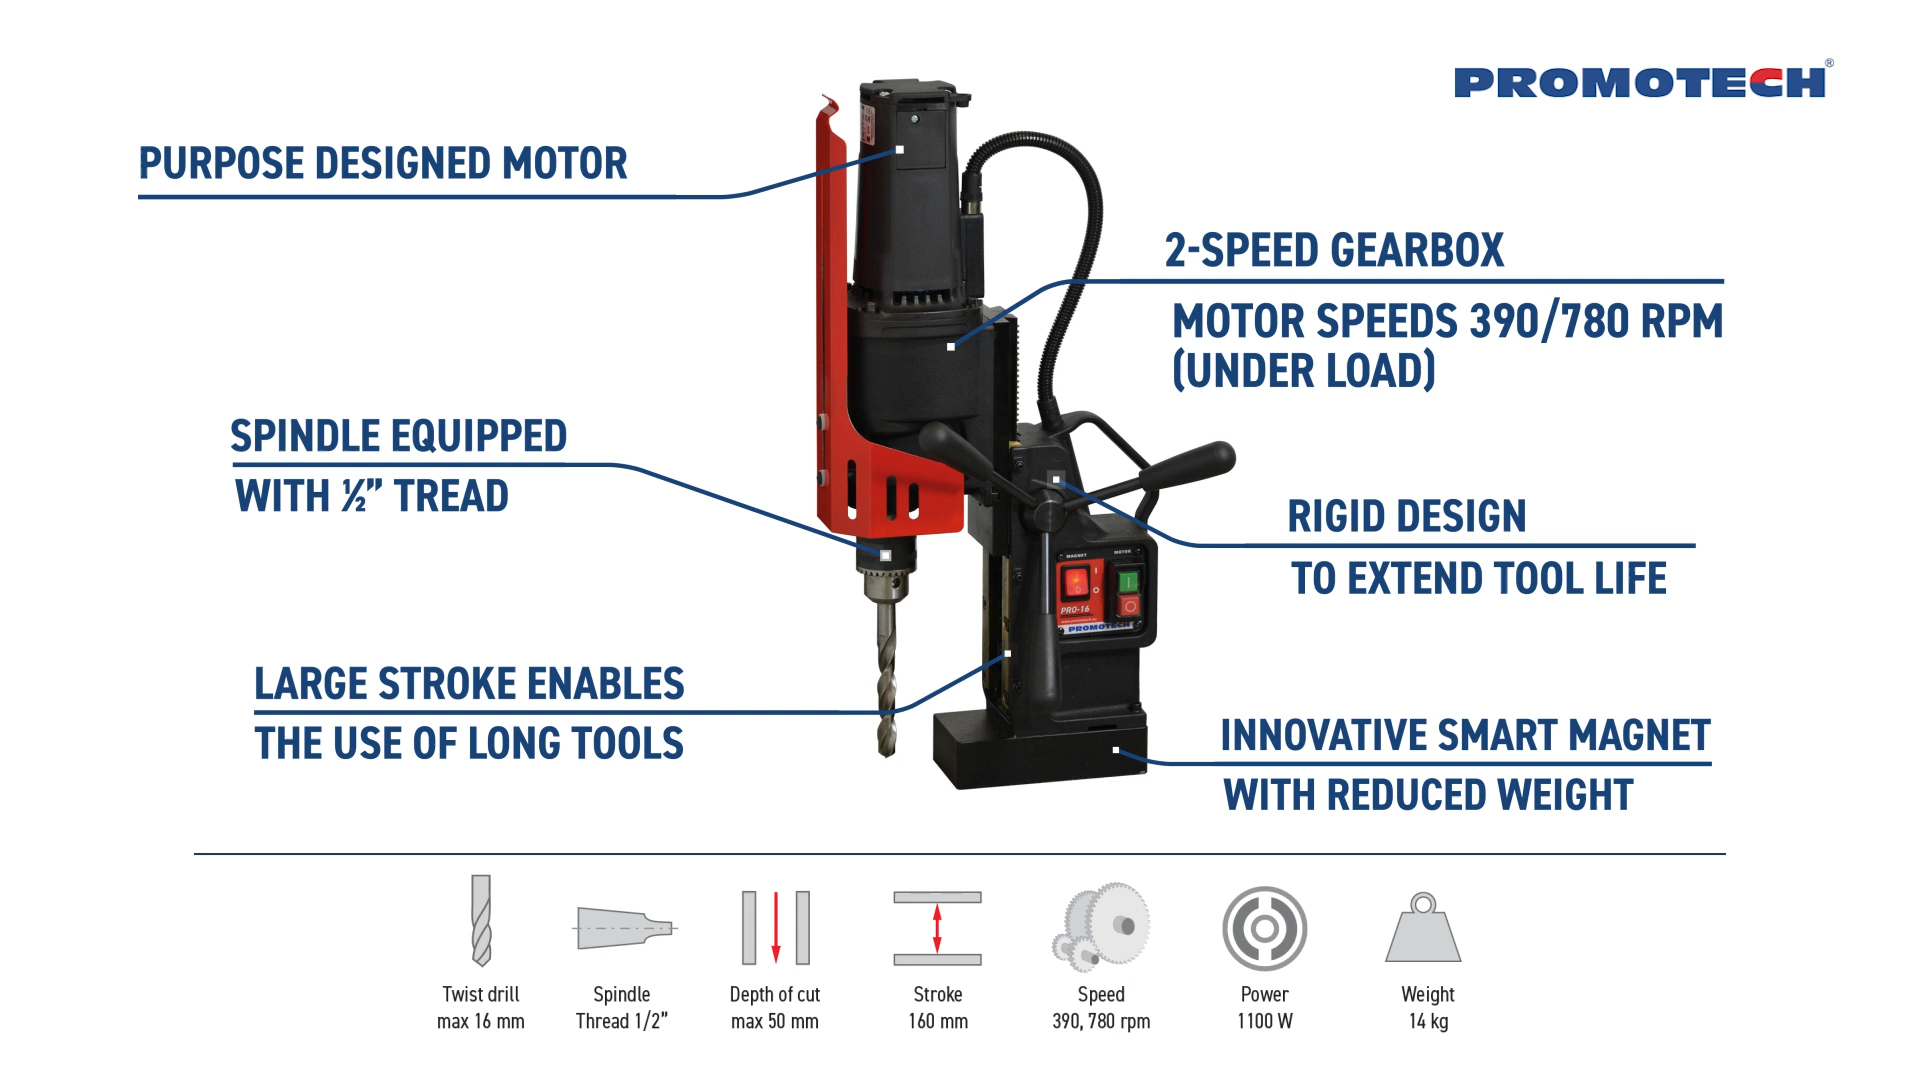 PROMOTECH®
PURPOSE DESIGNED MOTOR
2-SPEED GEARBOX
MOTOR SPEEDS 390/780 RPM
(UNDER LOAD)
SPINDLE EQUIPPED
WITH ½” TREAD
RIGID DESIGN
TO EXTEND TOOL LIFE
MAGNET MOTOR
PRO-16
PROMOTECH
LARGE STROKE ENABLES
THE USE OF LONG TOOLS
INNOVATIVE SMART MAGNET
WITH REDUCED WEIGHT
Twist drill
max 16 mm
Spindle
Thread 1/2”
Depth of cut
max 50 mm
Stroke
160 mm
Speed
390, 780 rpm
Power
1100 W
Weight
14 kg